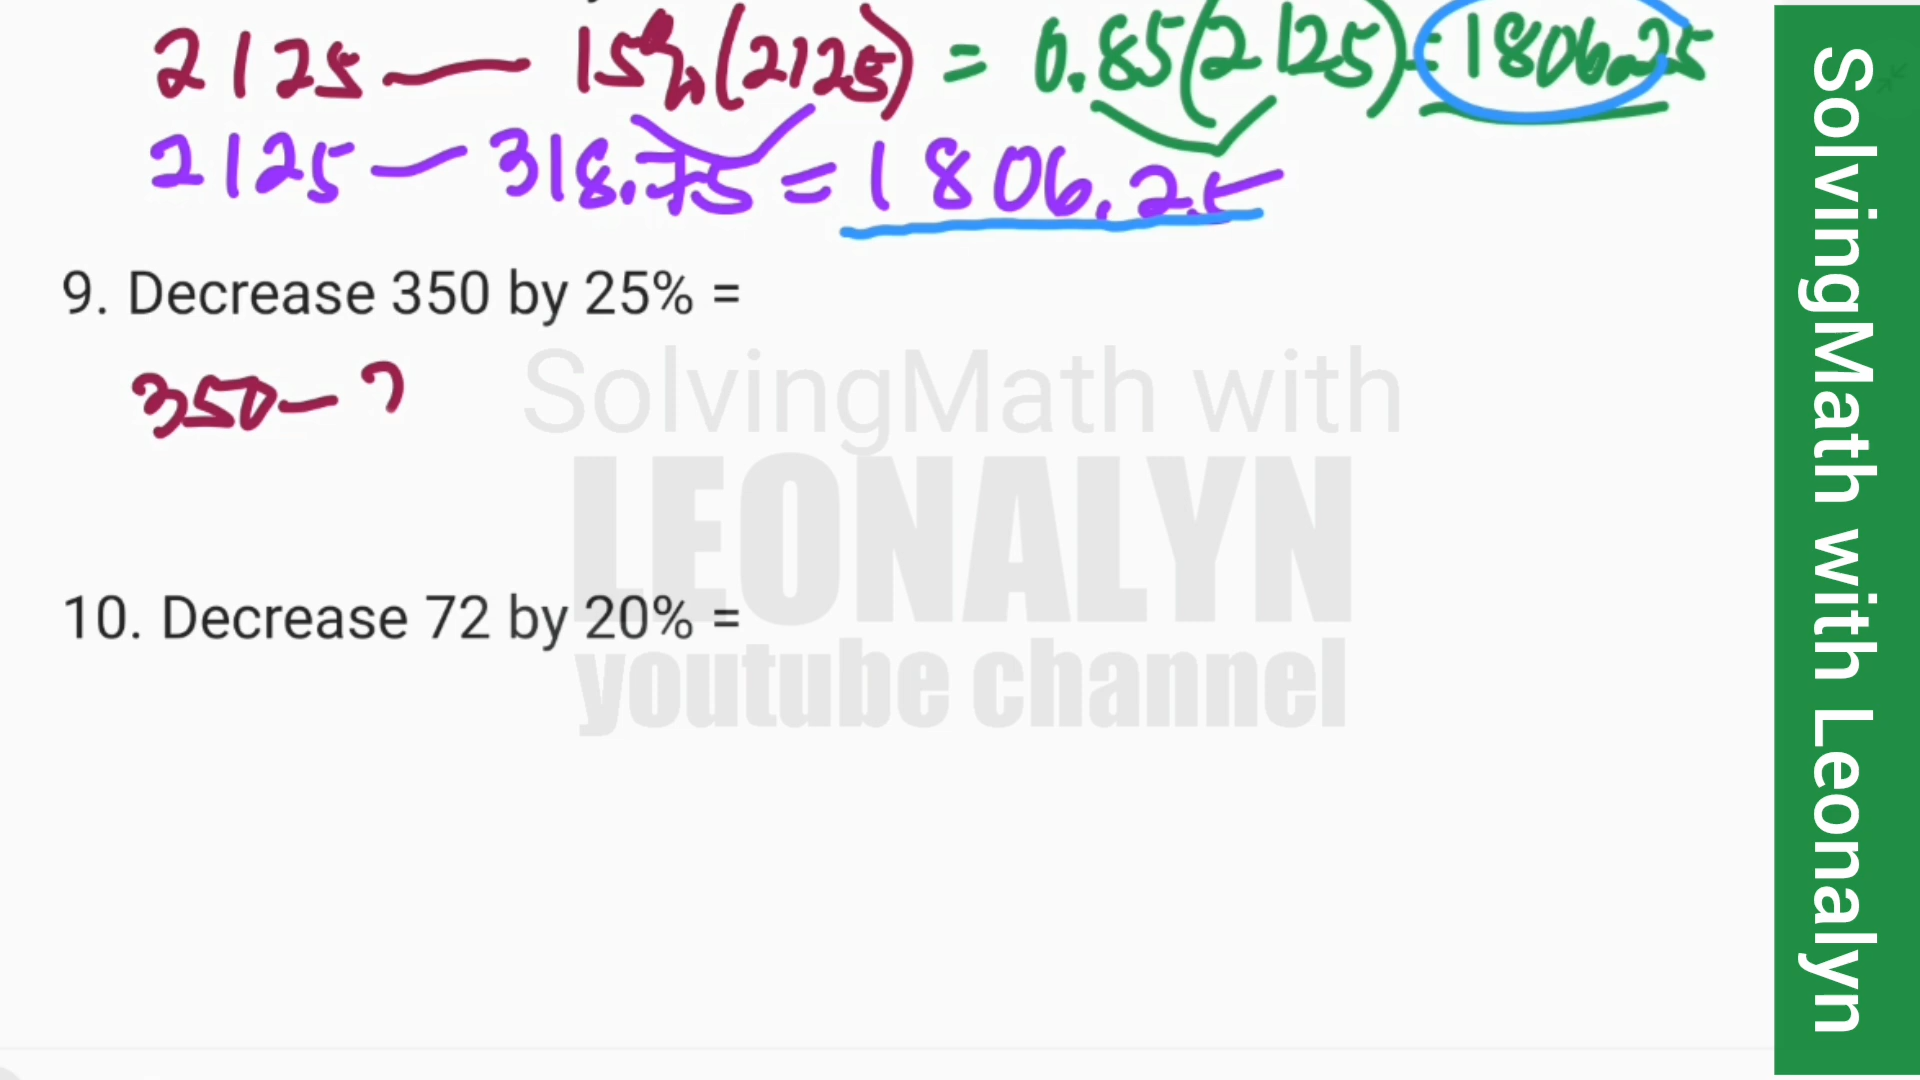 2125 — 15%(2125) = 0.85(2125) = 1806.25
2125 — 318.75 = 1806.25
9. Decrease 350 by 25% =
350 — 2
SolvingMath with
LEONALYN
10. Decrease 72 by 20% =
youtube channel
SolvingMath with Leonalyn